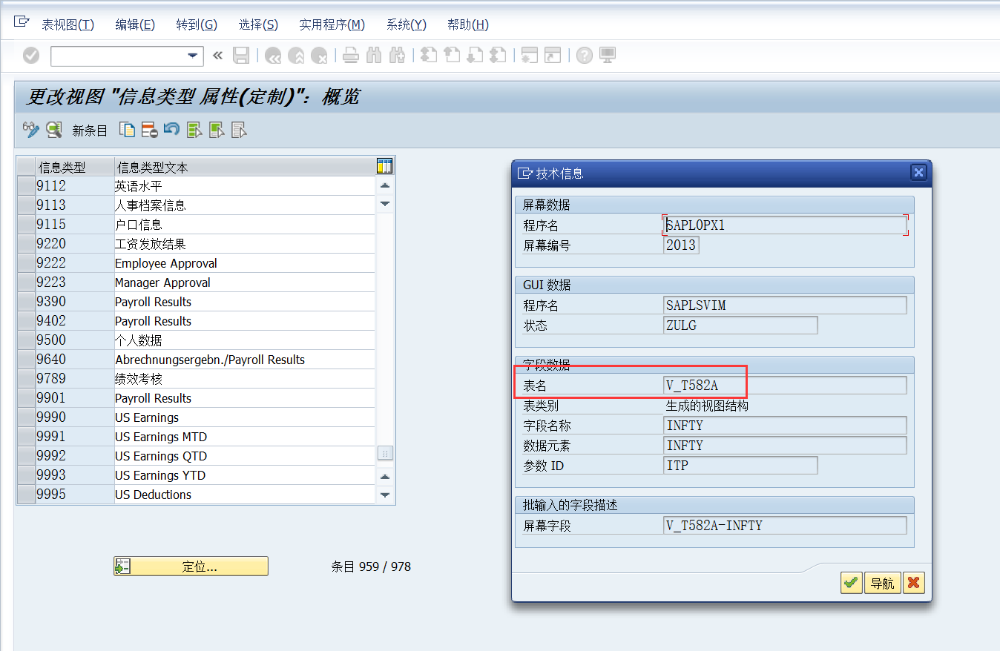 表视图(T) 编辑(E) 转到(G) 选择(S) 实用程序(M) 系统(Y) 帮助(H)
更改视图 "信息类型 属性(定制)"： 概览
新条目
信息类型 信息类型文本
9112 英语水平
9113 人事档案信息
9115 户口信息
9220 工资发放结果
9222 Employee Approval
9223 Manager Approval
9390 Payroll Results
9402 Payroll Results
9500 个人数据
9640 Abrechnungsergebn./Payroll Results
9789 绩效考核
9901 Payroll Results
9990 US Earnings
9991 US Earnings MTD
9992 US Earnings QTD
9993 US Earnings YTD
9995 US Deductions
定位... 条目 959 / 978
技术信息
屏幕数据
程序名 SAPL0PX1
屏幕编号 2013
GUI 数据
程序名 SAPLSVIM
状态 ZULG
字段数据
表名 V_T582A
表类别 生成的视图结构
字段名称 INFTY
数据元素 INFTY
参数 ID ITP
批输入的字段描述
屏幕字段 V_T582A-INFTY
导航